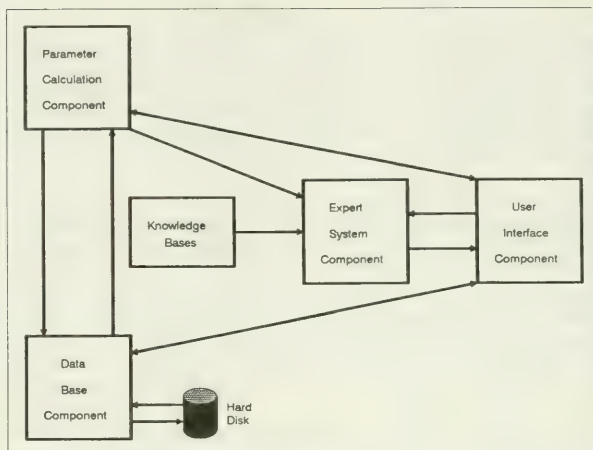 Parameter
Calculation
Component
Knowledge
Bases
Expert
System
Component
User
Interface
Component
Data
Base
Component
Hard
Disk